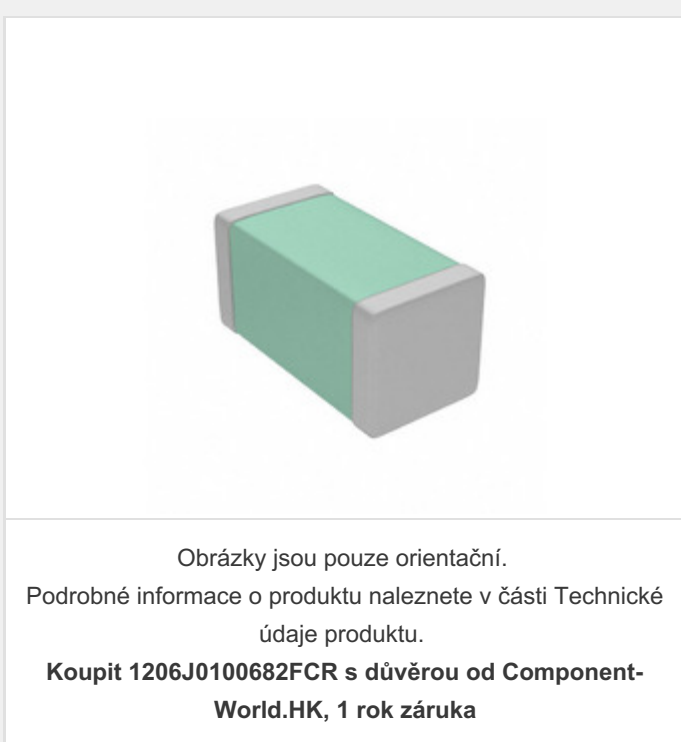 Obrázky jsou pouze orientační.
Podrobné informace o produktu naleznete v části Technické
údaje produktu.
Koupit 1206J0100682FCR s důvěrou od Component-
World.HK, 1 rok záruka